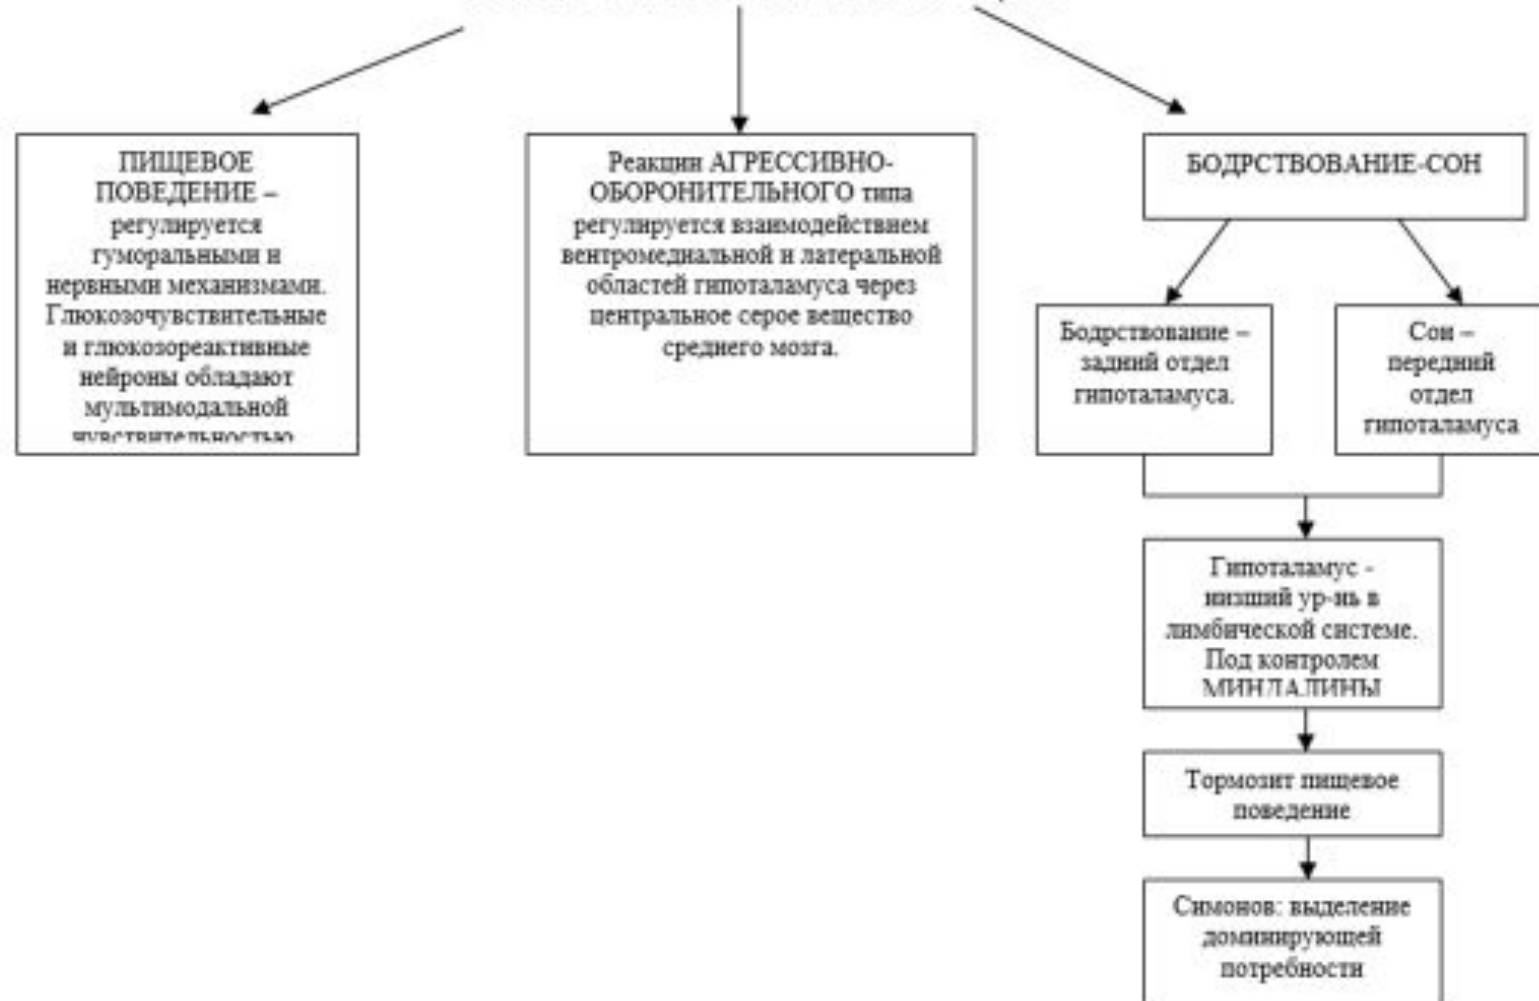 ПИЩЕВОЕ
ПОВЕДЕНИЕ –
регулируется
гуморальными и
нервными механизмами.
Глюкозочувствительные
и глюкозореактивные
нейроны обладают
мультимодальной
чувствительностью
Реакции АГРЕССИВНО-
ОБОРОНИТЕЛЬНОГО типа
регулируется взаимодействием
вентромедиальной и латеральной
областей гипоталамуса через
центральное серое вещество
среднего мозга.
БОДРСТВОВАНИЕ-СОН
Бодрствование –
задний отдел
гипоталамуса.
Сон –
передний
отдел
гипоталамуса
Гипоталамус -
низший ур-нь в
лимбической системе.
Под контролем
МИНДАЛИНЫ
Тормозит пищевое
поведение
Симонов: выделение
доминирующей
потребности